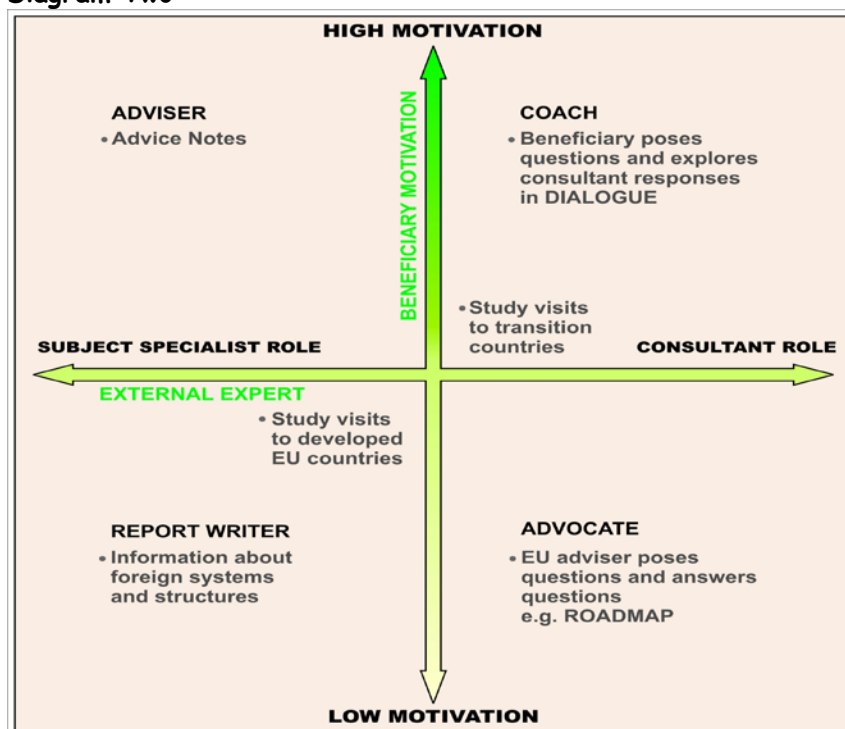 Diagram Two
HIGH MOTIVATION
ADVISER
• Advice Notes
BENEFICIARY MOTIVATION
COACH
• Beneficiary poses
questions and explores
consultant responses
in DIALOGUE
• Study visits
to transition
countries
SUBJECT SPECIALIST ROLE
CONSULTANT ROLE
EXTERNAL EXPERT
• Study visits
to developed
EU countries
REPORT WRITER
• Information about
foreign systems
and structures
ADVOCATE
• EU adviser poses
questions and answers
questions
e.g. ROADMAP
LOW MOTIVATION